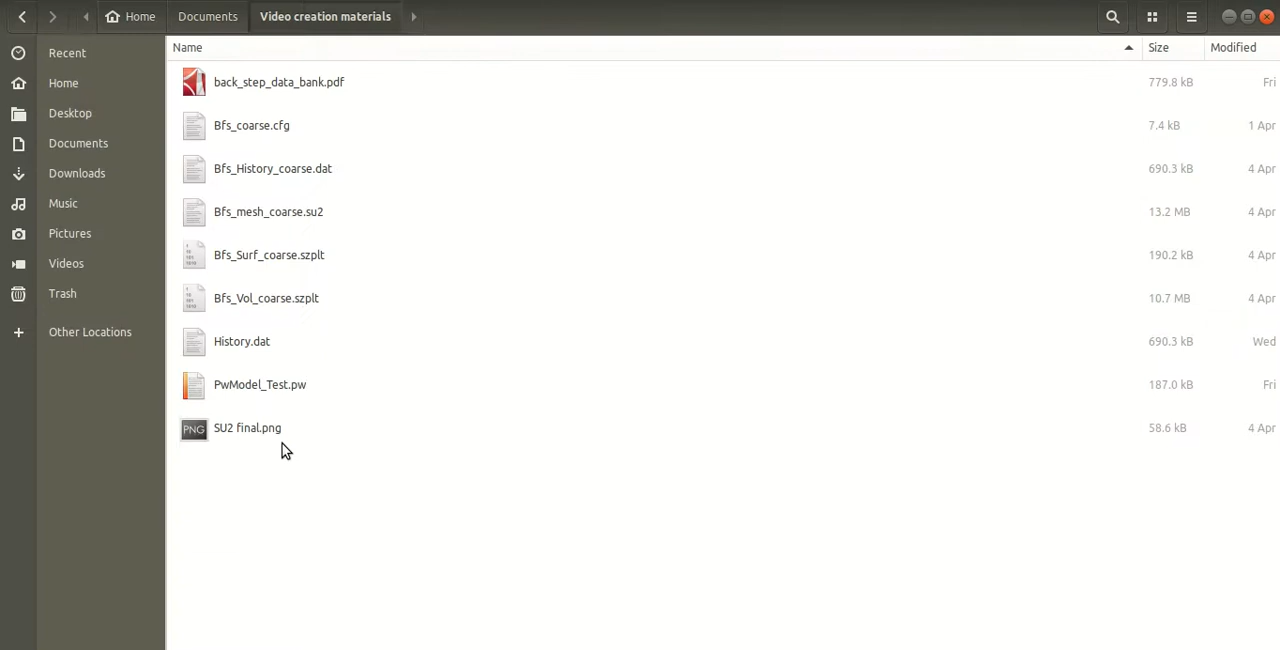 Home Documents Video creation materials
Recent
Home
Desktop
Documents
Downloads
Music
Pictures
Videos
Trash
Other Locations
Name Size Modified
back_step_data_bank.pdf 779.8 kB Fri
Bfs_coarse.cfg 7.4 kB 1 Apr
Bfs_History_coarse.dat 690.3 kB 4 Apr
Bfs_mesh_coarse.su2 13.2 MB 4 Apr
Bfs_Surf_coarse.szplt 190.2 kB 4 Apr
Bfs_Vol_coarse.szplt 10.7 MB 4 Apr
History.dat 690.3 kB Wed
PwModel_Test.pw 187.0 kB Fri
PNG SU2 final.png 58.6 kB 4 Apr